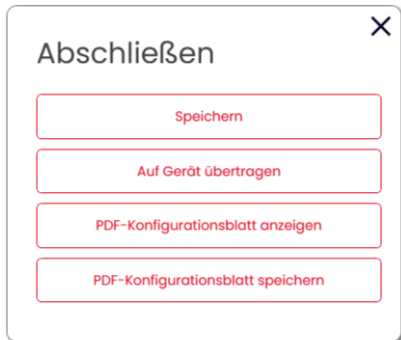 Abschließen
Speichern
Auf Gerät übertragen
PDF-Konfigurationsblatt anzeigen
PDF-Konfigurationsblatt speichern